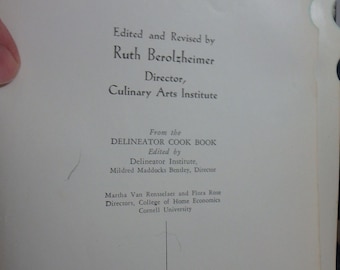 Edited and Revised by
Ruth Berolzheimer
Director,
Culinary Arts Institute
From the
DELINEATOR COOK BOOK
Edited by
Delineator Institute,
Mildred Maddocks Bentley, Director
Martha Van Rensselaer and Flora Rose
Directors, College of Home Economics
Cornell University